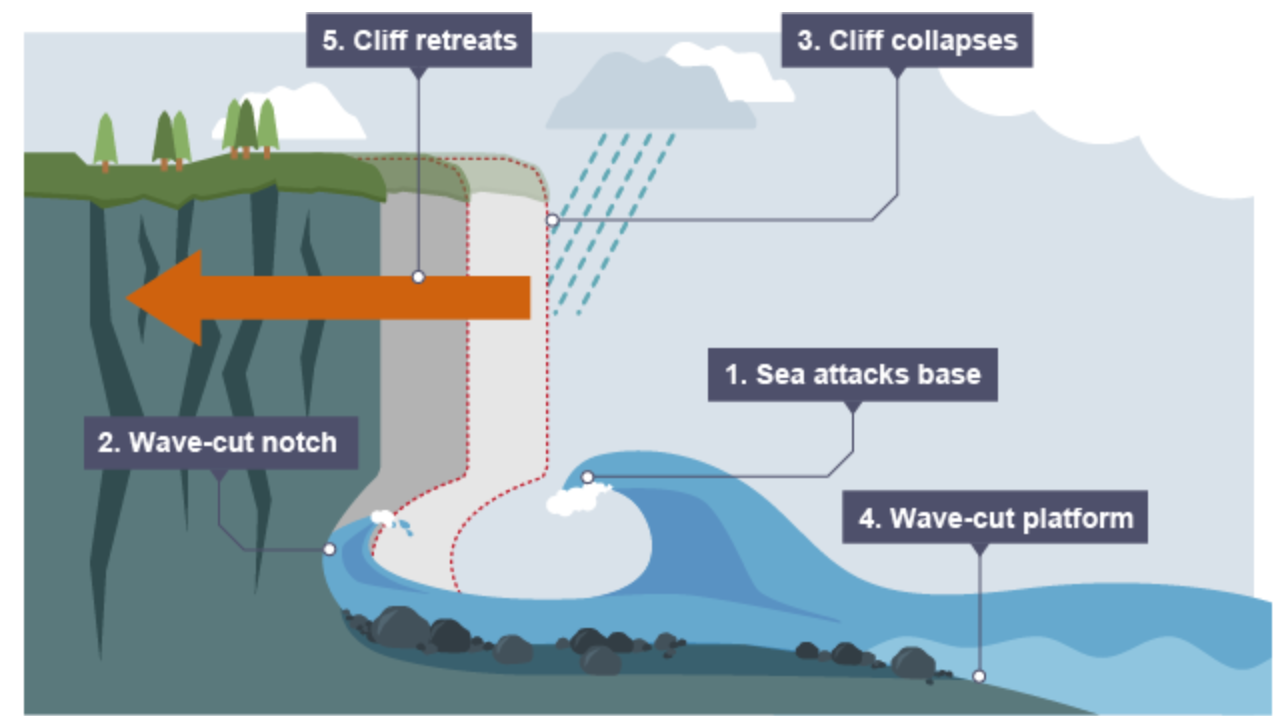 5. Cliff retreats
3. Cliff collapses
1. Sea attacks base
2. Wave-cut notch
4. Wave-cut platform